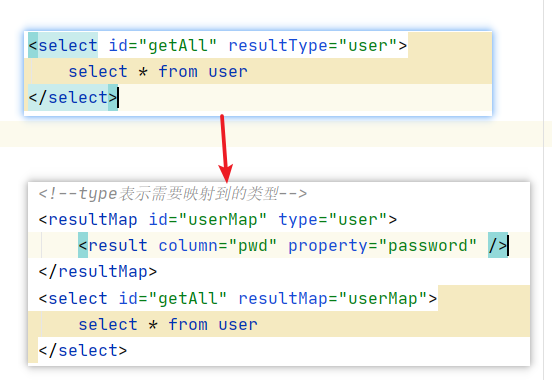 <select id="getAll" resultType="user">
select * from user
</select>
<!--type表示需要映射到的类型-->
<resultMap id="userMap" type="user">
<result column="pwd" property="password" />
</resultMap>
<select id="getAll" resultMap="userMap">
select * from user
</select>